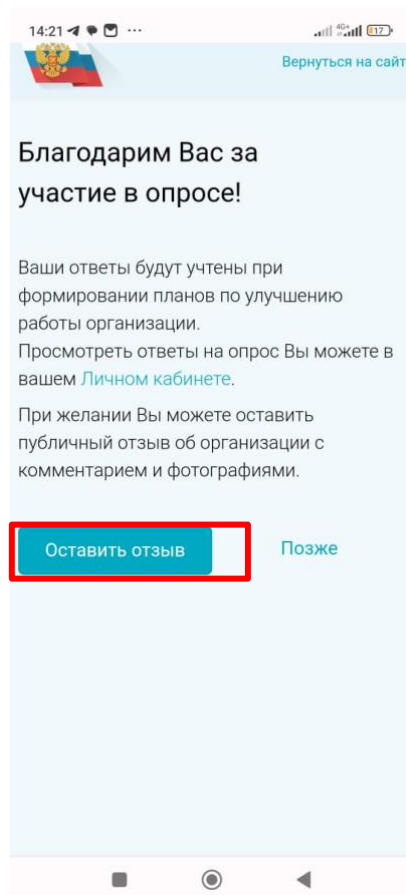 14:21 ... 4G+ 17
Вернуться на сайт
Благодарим Вас за
участие в опросе!
Ваши ответы будут учтены при
формировании планов по улучшению
работы организации.
Просмотреть ответы на опрос Вы можете в
вашем Личном кабинете.
При желании Вы можете оставить
публичный отзыв об организации с
комментарием и фотографиями.
Оставить отзыв Позже